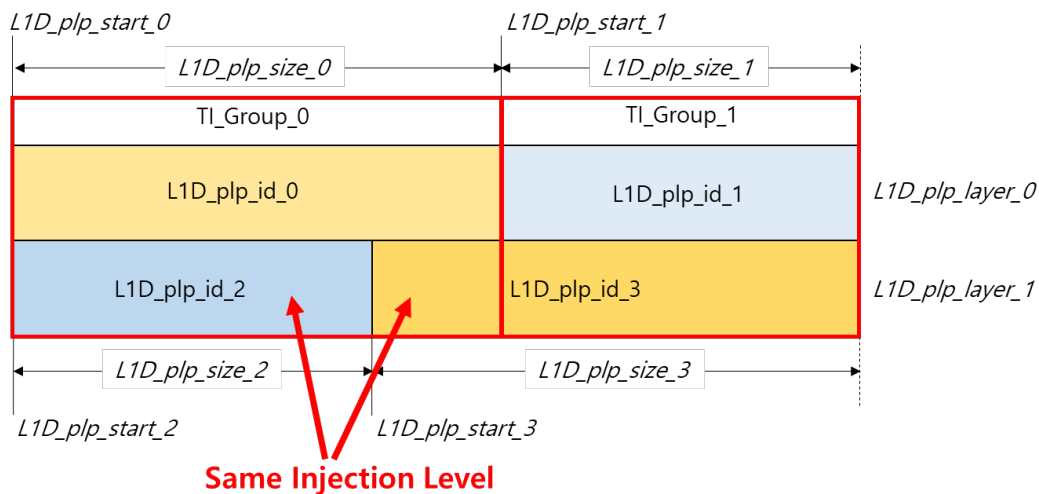 L1D_plp_start_0
L1D_plp_start_1
L1D_plp_size_0
L1D_plp_size_1
TI_Group_0
TI_Group_1
L1D_plp_id_0
L1D_plp_id_1
L1D_plp_layer_0
L1D_plp_id_2
L1D_plp_id_3
L1D_plp_layer_1
L1D_plp_size_2
L1D_plp_size_3
L1D_plp_start_2
L1D_plp_start_3
Same Injection Level